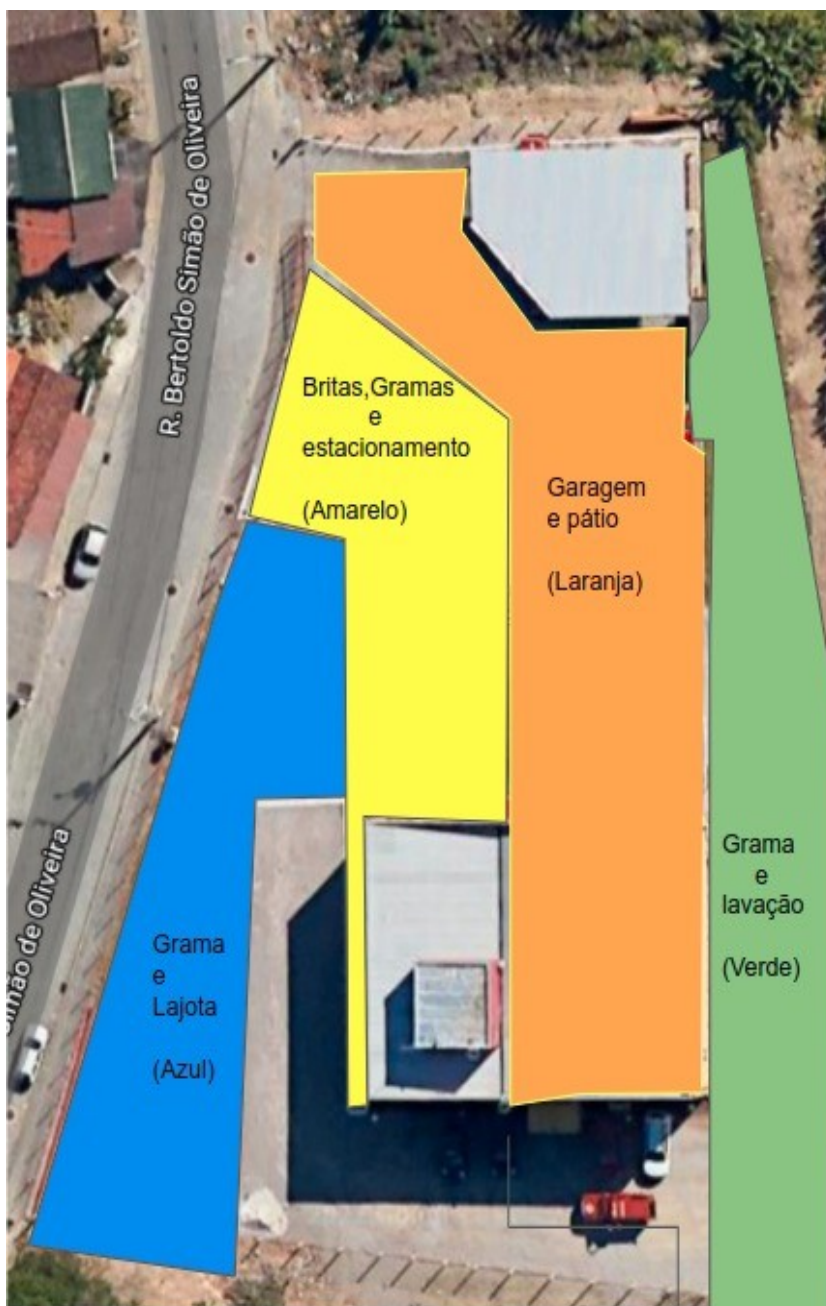 R. Bertoldo Simão de Oliveira
Britas,Gramas
e
estacionamento
(Amarelo)
Garagem
e pátio
(Laranja)
Grama
e
lavação
(Verde)
Simão de Oliveira
Grama
e
Lajota
(Azul)